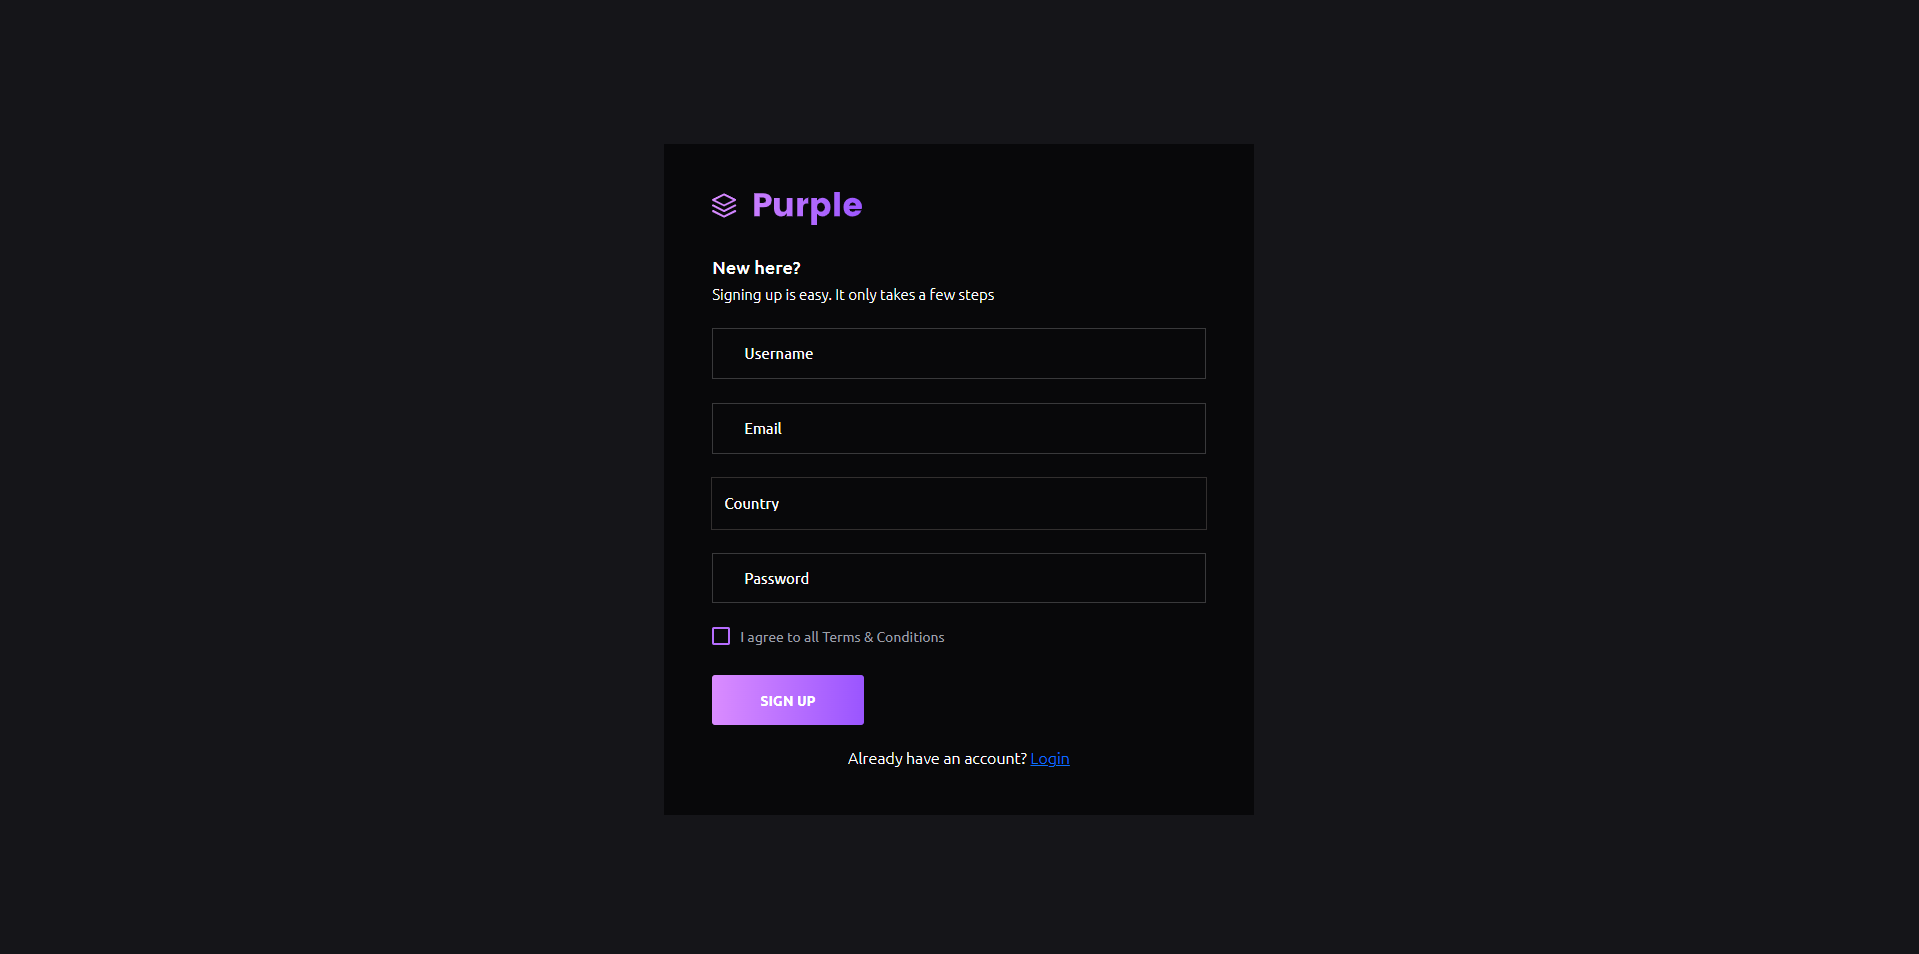 Purple
New here?
Signing up is easy. It only takes a few steps
Username
Email
Country
Password
I agree to all Terms & Conditions
SIGN UP
Already have an account? Login